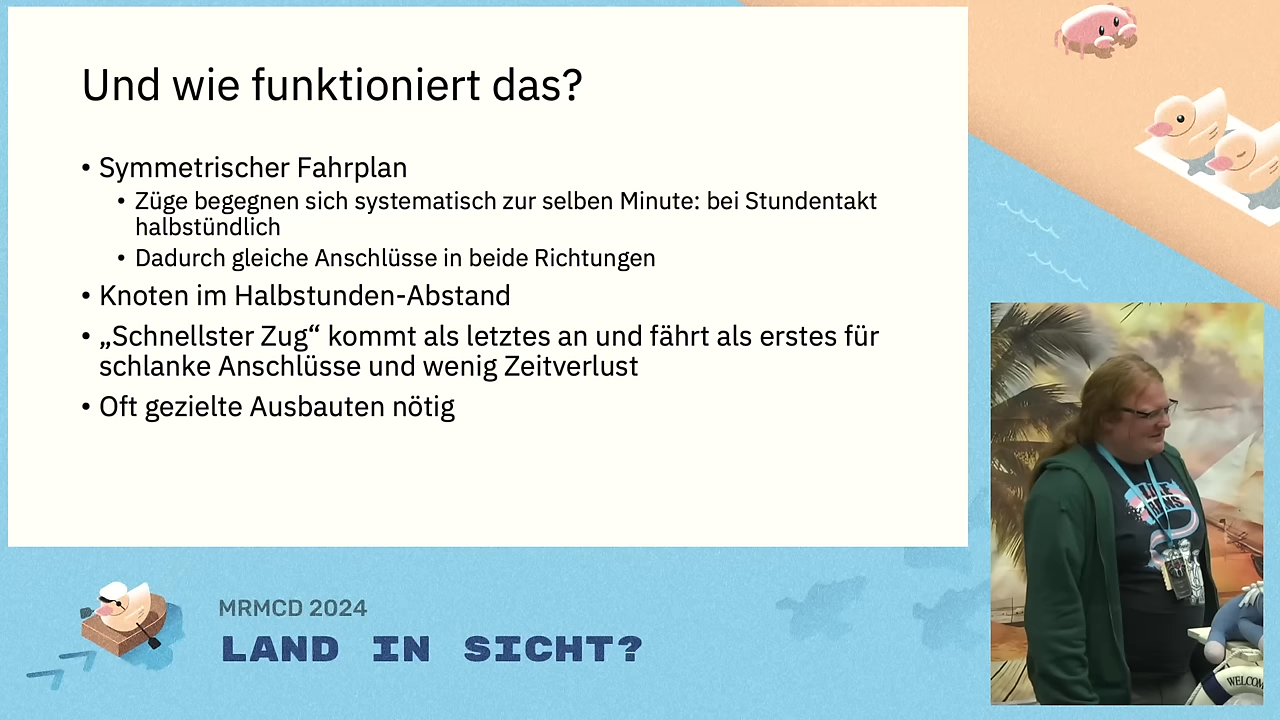 Und wie funktioniert das?
• Symmetrischer Fahrplan
• Züge begegnen sich systematisch zur selben Minute: bei Stundentakt
halbstündlich
• Dadurch gleiche Anschlüsse in beide Richtungen
• Knoten im Halbstunden-Abstand
• „Schnellster Zug“ kommt als letztes an und fährt als erstes für
schlanke Anschlüsse und wenig Zeitverlust
• Oft gezielte Ausbauten nötig
MRMCD 2024
LAND IN SICHT?